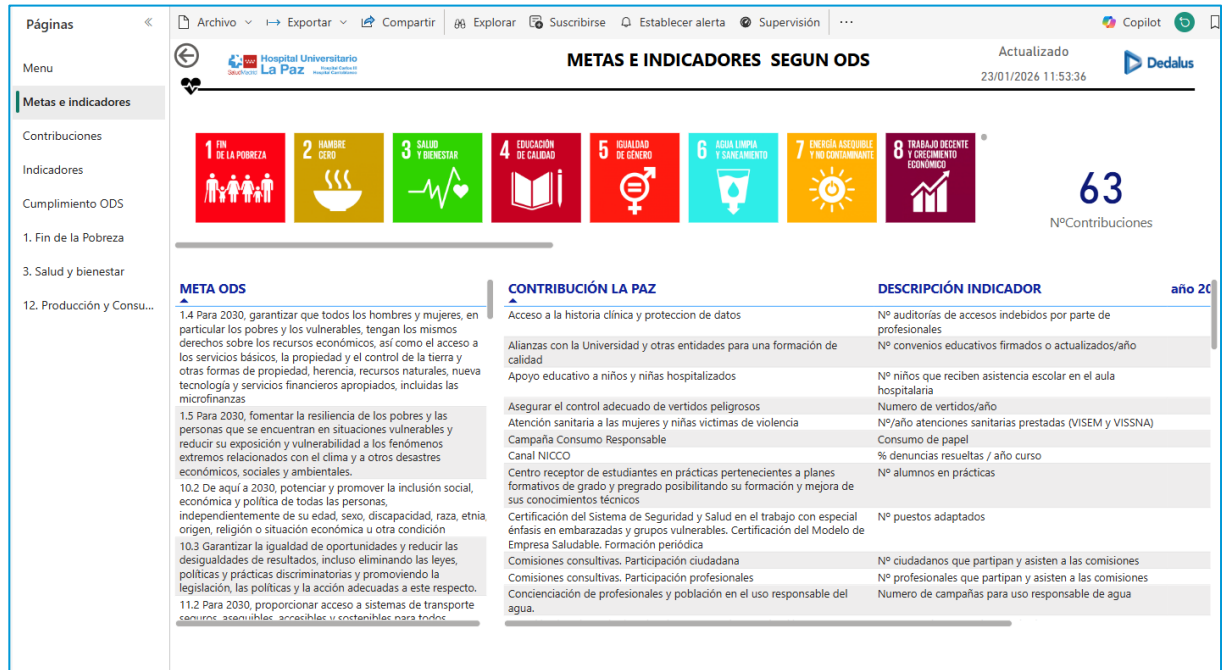 Páginas
Archivo
Exportar
Compartir
Explorar
Suscribirse
Establecer alerta
Supervisión
Copilot
Menu
Metas e indicadores
Contribuciones
Indicadores
Cumplimiento ODS
1. Fin de la Pobreza
3. Salud y bienestar
12. Producción y Consu...
SaludMadrid
Hospital Universitario
La Paz
METAS E INDICADORES SEGUN ODS
Actualizado
23/01/2026 11:53:36
Dedalus
1 FIN
DE LA POBREZA
2 HAMBRE
CERO
3 SALUD
Y BIENESTAR
4 EDUCACIÓN
DE CALIDAD
5 IGUALDAD
DE GÉNERO
6 AGUA LIMPIA
Y SANEAMIENTO
7 ENERGÍA ASEQUIBLE
Y NO CONTAMINANTE
8 TRABAJO DECENTE
Y CRECIMIENTO
ECONÓMICO
63
NºContribuciones
META ODS
1.4 Para 2030, garantizar que todos los hombres y mujeres, en
particular los pobres y los vulnerables, tengan los mismos
derechos sobre los recursos económicos, así como el acceso a
los servicios básicos, la propiedad y el control de la tierra y
otras formas de propiedad, herencia, recursos naturales, nueva
tecnología y servicios financieros apropiados, incluidas las
microfinanzas
1.5 Para 2030, fomentar la resiliencia de los pobres y las
personas que se encuentran en situaciones vulnerables y
reducir su exposición y vulnerabilidad a los fenómenos
extremos relacionados con el clima y a otros desastres
económicos, sociales y ambientales.
10.2 De aquí a 2030, potenciar y promover la inclusión social,
económica y política de todas las personas,
independientemente de su edad, sexo, discapacidad, raza, etnia,
origen, religión o situación económica u otra condición
10.3 Garantizar la igualdad de oportunidades y reducir las
desigualdades de resultados, incluso eliminando las leyes,
políticas y prácticas discriminatorias y promoviendo la
legislación, las políticas y la acción adecuadas a este respecto.
11.2 Para 2030, proporcionar acceso a sistemas de transporte
seguros, asequibles, accesibles y sostenibles para todos
CONTRIBUCIÓN LA PAZ
DESCRIPCIÓN INDICADOR
año 20
Acceso a la historia clínica y proteccion de datos
Nº auditorías de accesos indebidos por parte de
profesionales
Alianzas con la Universidad y otras entidades para una formación de
calidad
Nº convenios educativos firmados o actualizados/año
Apoyo educativo a niños y niñas hospitalizados
Nº niños que reciben asistencia escolar en el aula
hospitalaria
Asegurar el control adecuado de vertidos peligrosos
Numero de vertidos/año
Atención sanitaria a las mujeres y niñas victimas de violencia
Nº/año atenciones sanitarias prestadas (VISEM y VISSNA)
Campaña Consumo Responsable
Consumo de papel
Canal NICCO
% denuncias resueltas / año curso
Centro receptor de estudiantes en prácticas pertenecientes a planes
formativos de grado y pregrado posibilitando su formación y mejora de
sus conocimientos técnicos
Nº alumnos en prácticas
Certificación del Sistema de Seguridad y Salud en el trabajo con especial
énfasis en embarazadas y grupos vulnerables. Certificación del Modelo de
Empresa Saludable. Formación periódica
Nº puestos adaptados
Comisiones consultivas. Participación ciudadana
Nº ciudadanos que partipan y asisten a las comisiones
Comisiones consultivas. Participación profesionales
Nº profesionales que partipan y asisten a las comisiones
Concienciación de profesionales y población en el uso responsable del
agua.
Numero de campañas para uso responsable de agua